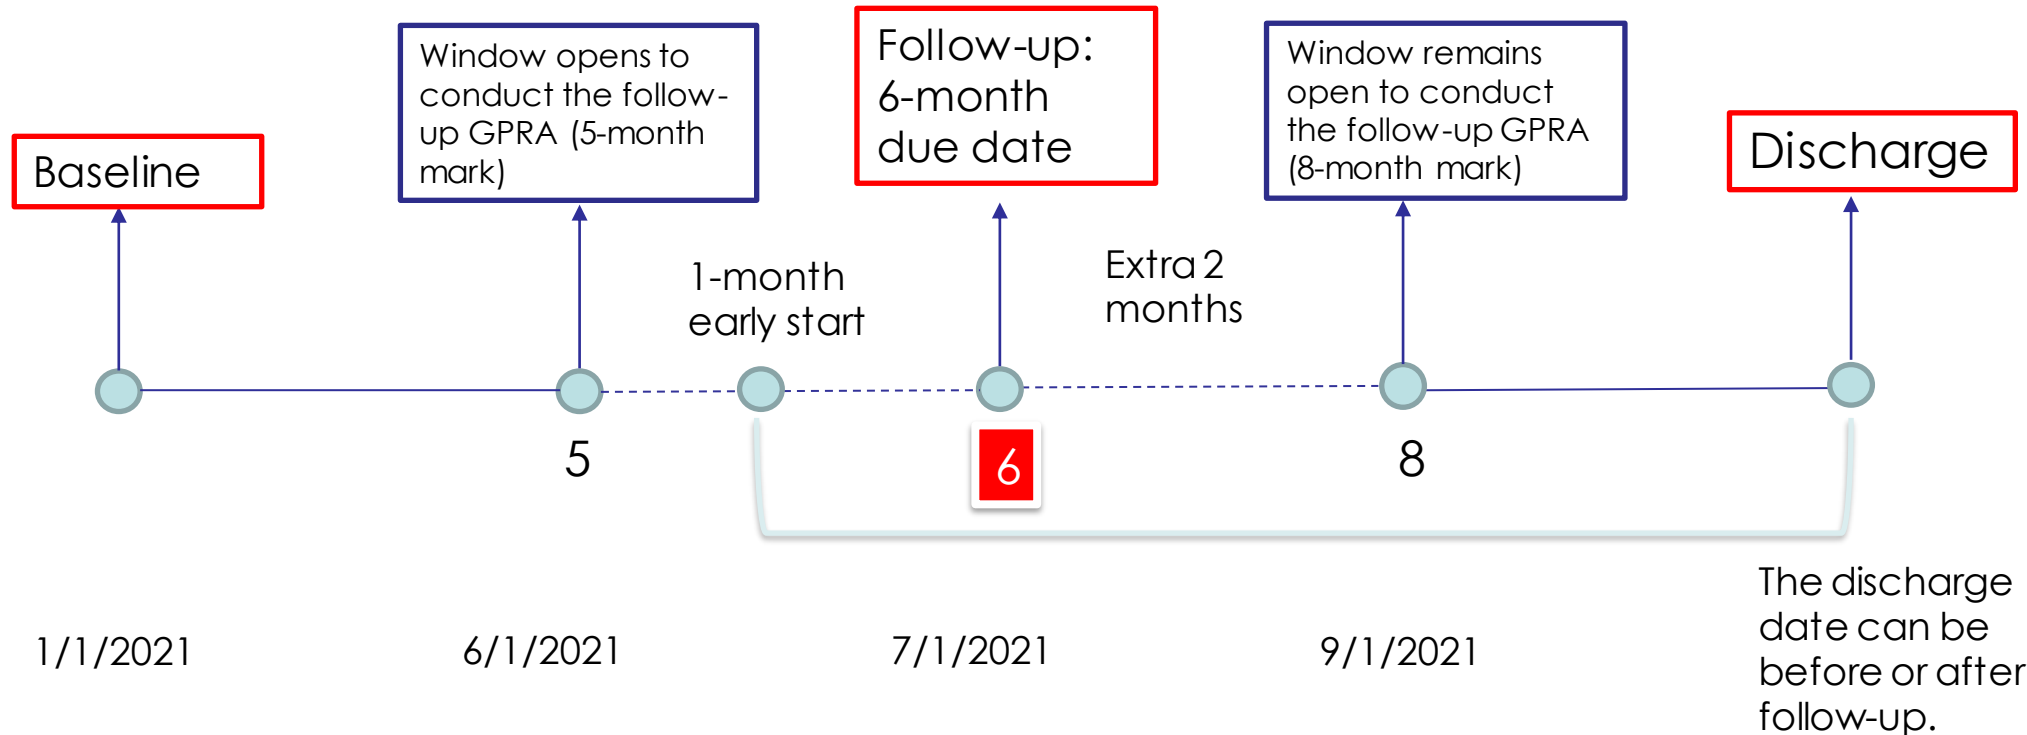 Baseline
Window opens to
conduct the follow-
up GPRA (5-month
mark)
Follow-up:
6-month
due date
Window remains
open to conduct
the follow-up GPRA
(8-month mark)
Discharge
1-month
early start
Extra 2
months
5
6
8
1/1/2021
6/1/2021
7/1/2021
9/1/2021
The discharge
date can be
before or after
follow-up.